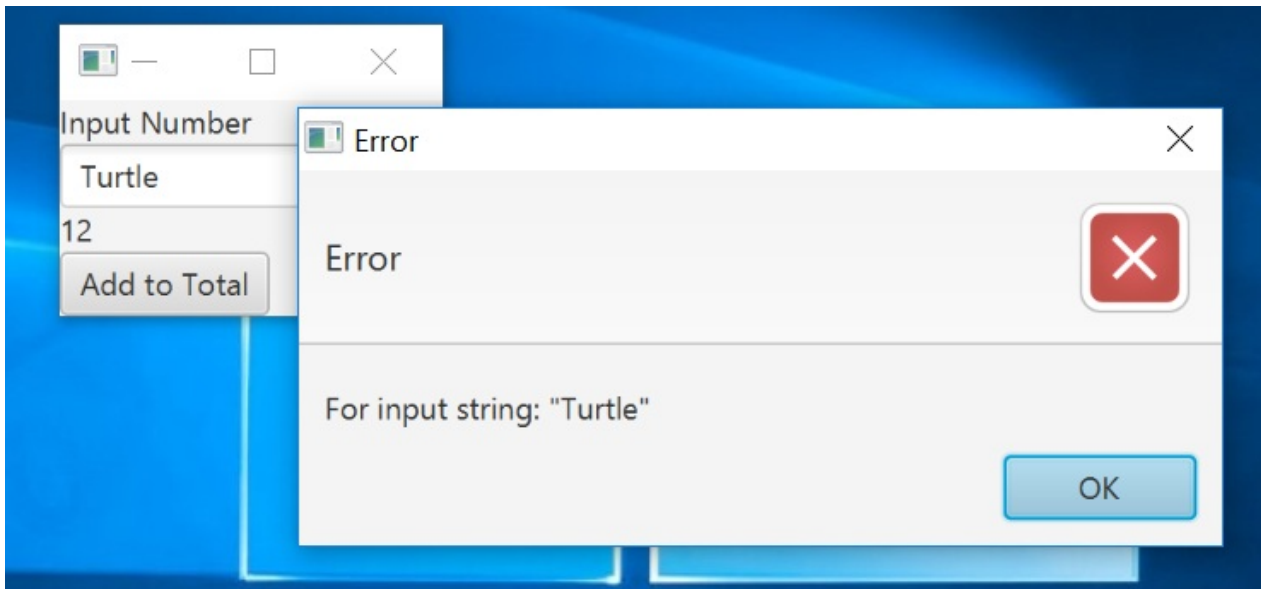 Input Number
Turtle
12
Add to Total
Error
Error
For input string: "Turtle"
OK